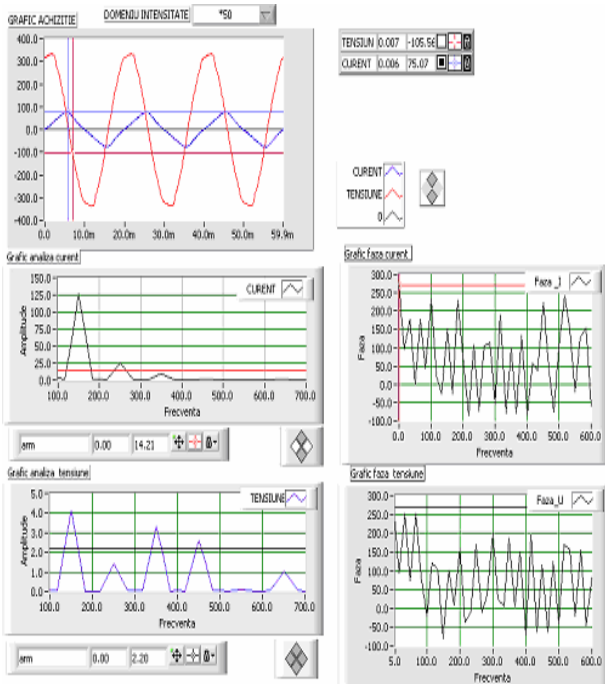 GRAFIC ACHIZITIE
DOMENIU INTENSITATE
*50
400.0
300.0
200.0
100.0
0.0
-100.0
-200.0
-300.0
-400.0
0.0 10.0m 20.0m 30.0m 40.0m 50.0m 59.9m
TENSIUN 0.007 -105.56
CURENT 0.006 75.07
CURENT
TENSIUNE
0
Grafic analiza curent
CURENT
Amplitude
150.0
125.0
100.0
75.0
50.0
25.0
0.0
100.0 200.0 300.0 400.0 500.0 600.0 700.0
Frecventa
arm 0.00 14.21
Grafic faza curent
Faza _I
Faza
300.0
250.0
200.0
150.0
100.0
50.0
0.0
-50.0
-100.0
0.0 100.0 200.0 300.0 400.0 500.0 600.0
Frecventa
Grafic analiza tensiune
TENSIUNE
Amplitude
5.0
4.0
3.0
2.0
1.0
0.0
100.0 200.0 300.0 400.0 500.0 600.0 700.0
Frecventa
arm 0.00 2.20
Grafic faza tensiune
Faza_U
Faza
300.0
250.0
200.0
150.0
100.0
50.0
0.0
-50.0
-100.0
5.0 100.0 200.0 300.0 400.0 500.0 600.0
Frecventa